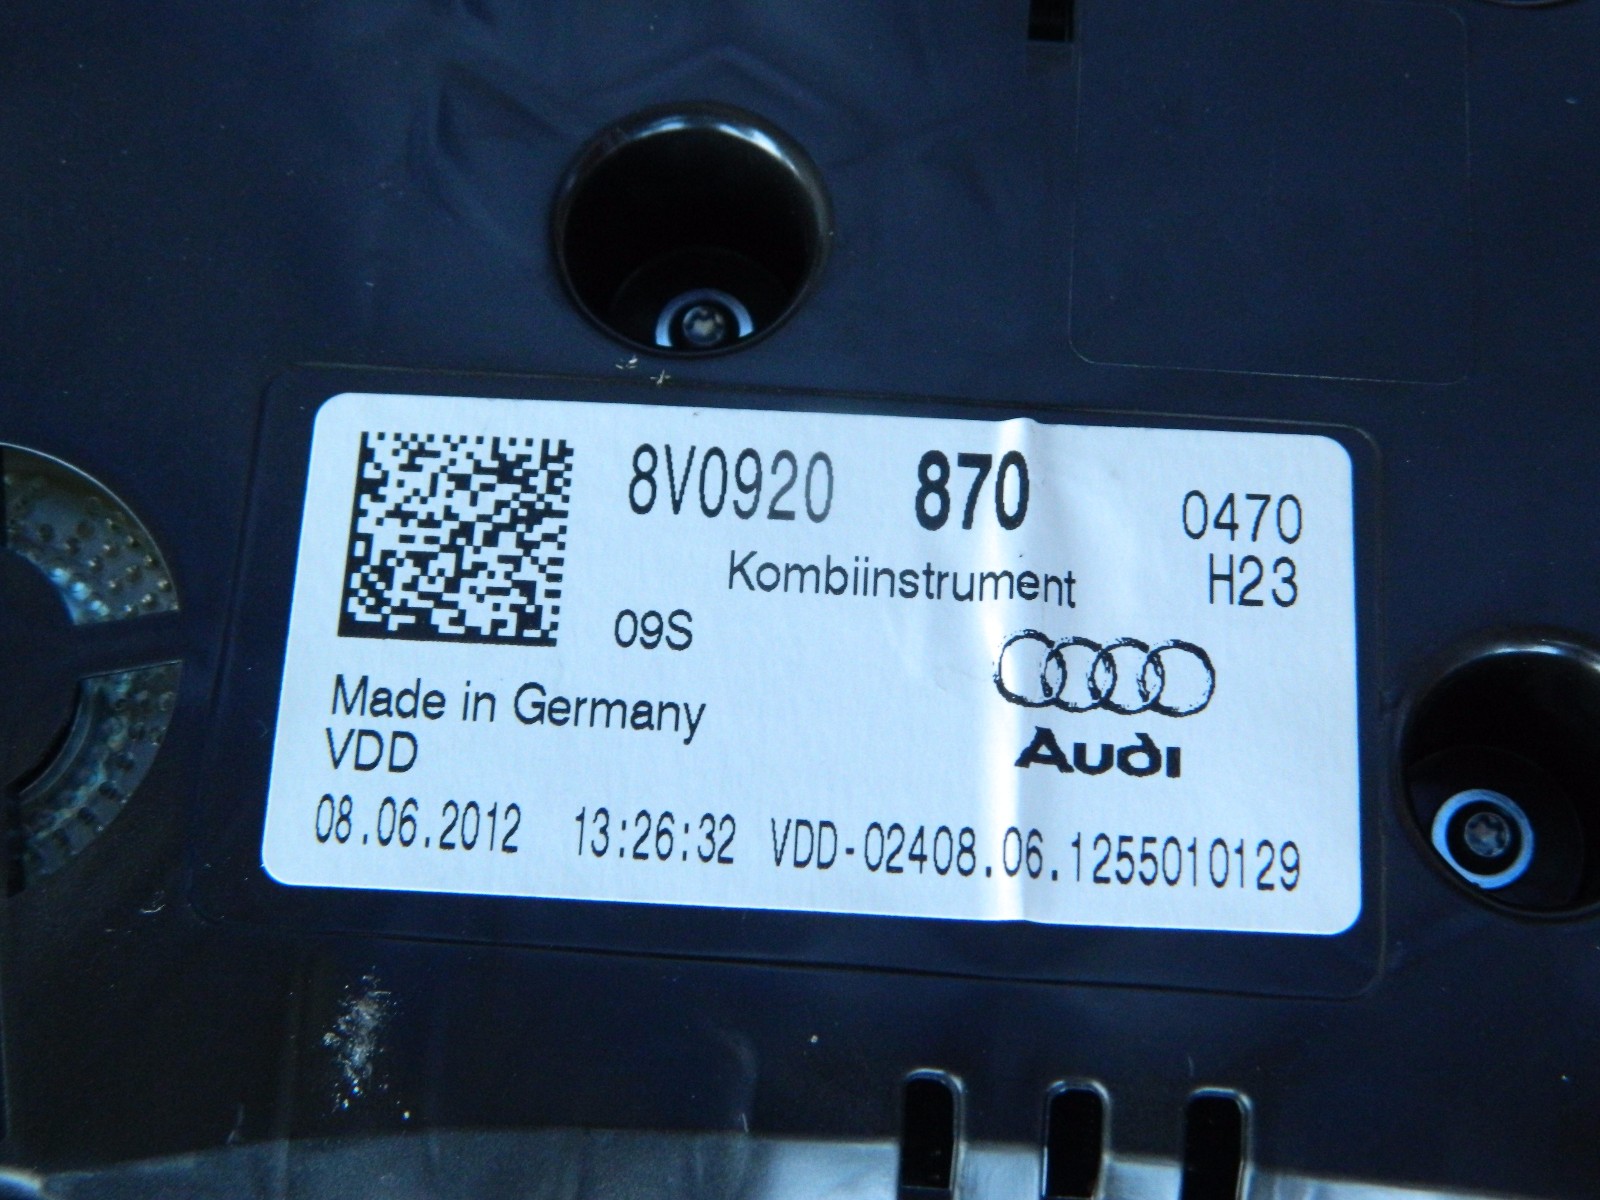 8V0920 870 0470
Kombiinstrument H23
09S
Audi
Made in Germany
VDD
08.06.2012 13:26:32 VDD-02408.06.1255010129